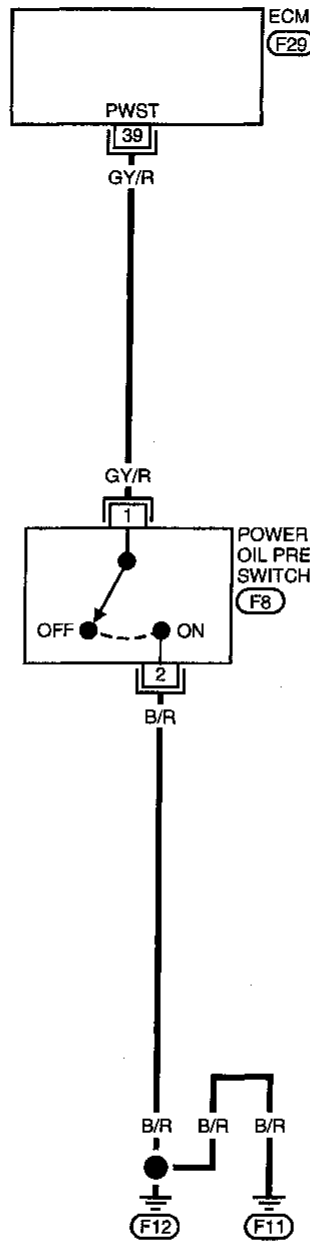 ECM
F29
PWST
39
GY/R
GY/R
1
POWER
OIL PRE
SWITCH
F8
OFF
ON
2
B/R
B/R
B/R
B/R
F12
F11